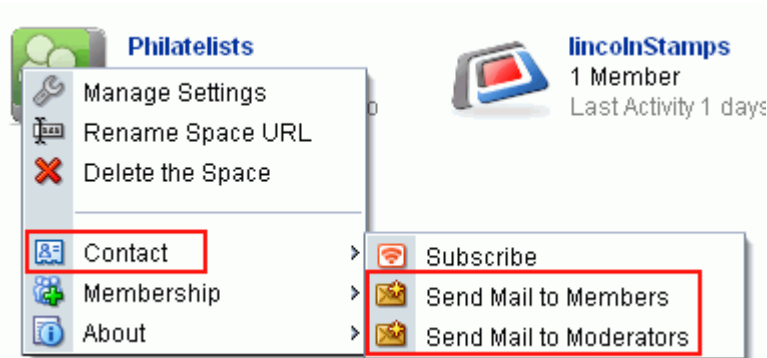 Philatelists
lincolnStamps
1 Member
Last Activity 1 days
Manage Settings
Rename Space URL
Delete the Space
Contact
Membership
About
Subscribe
Send Mail to Members
Send Mail to Moderators